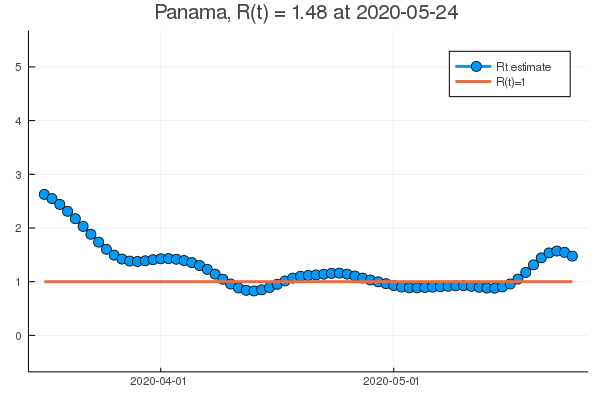 Panama, R(t) = 1.48 at 2020-05-24
5
Rt estimate
R(t)=1
4
3
2
1
0
2020-04-01
2020-05-01